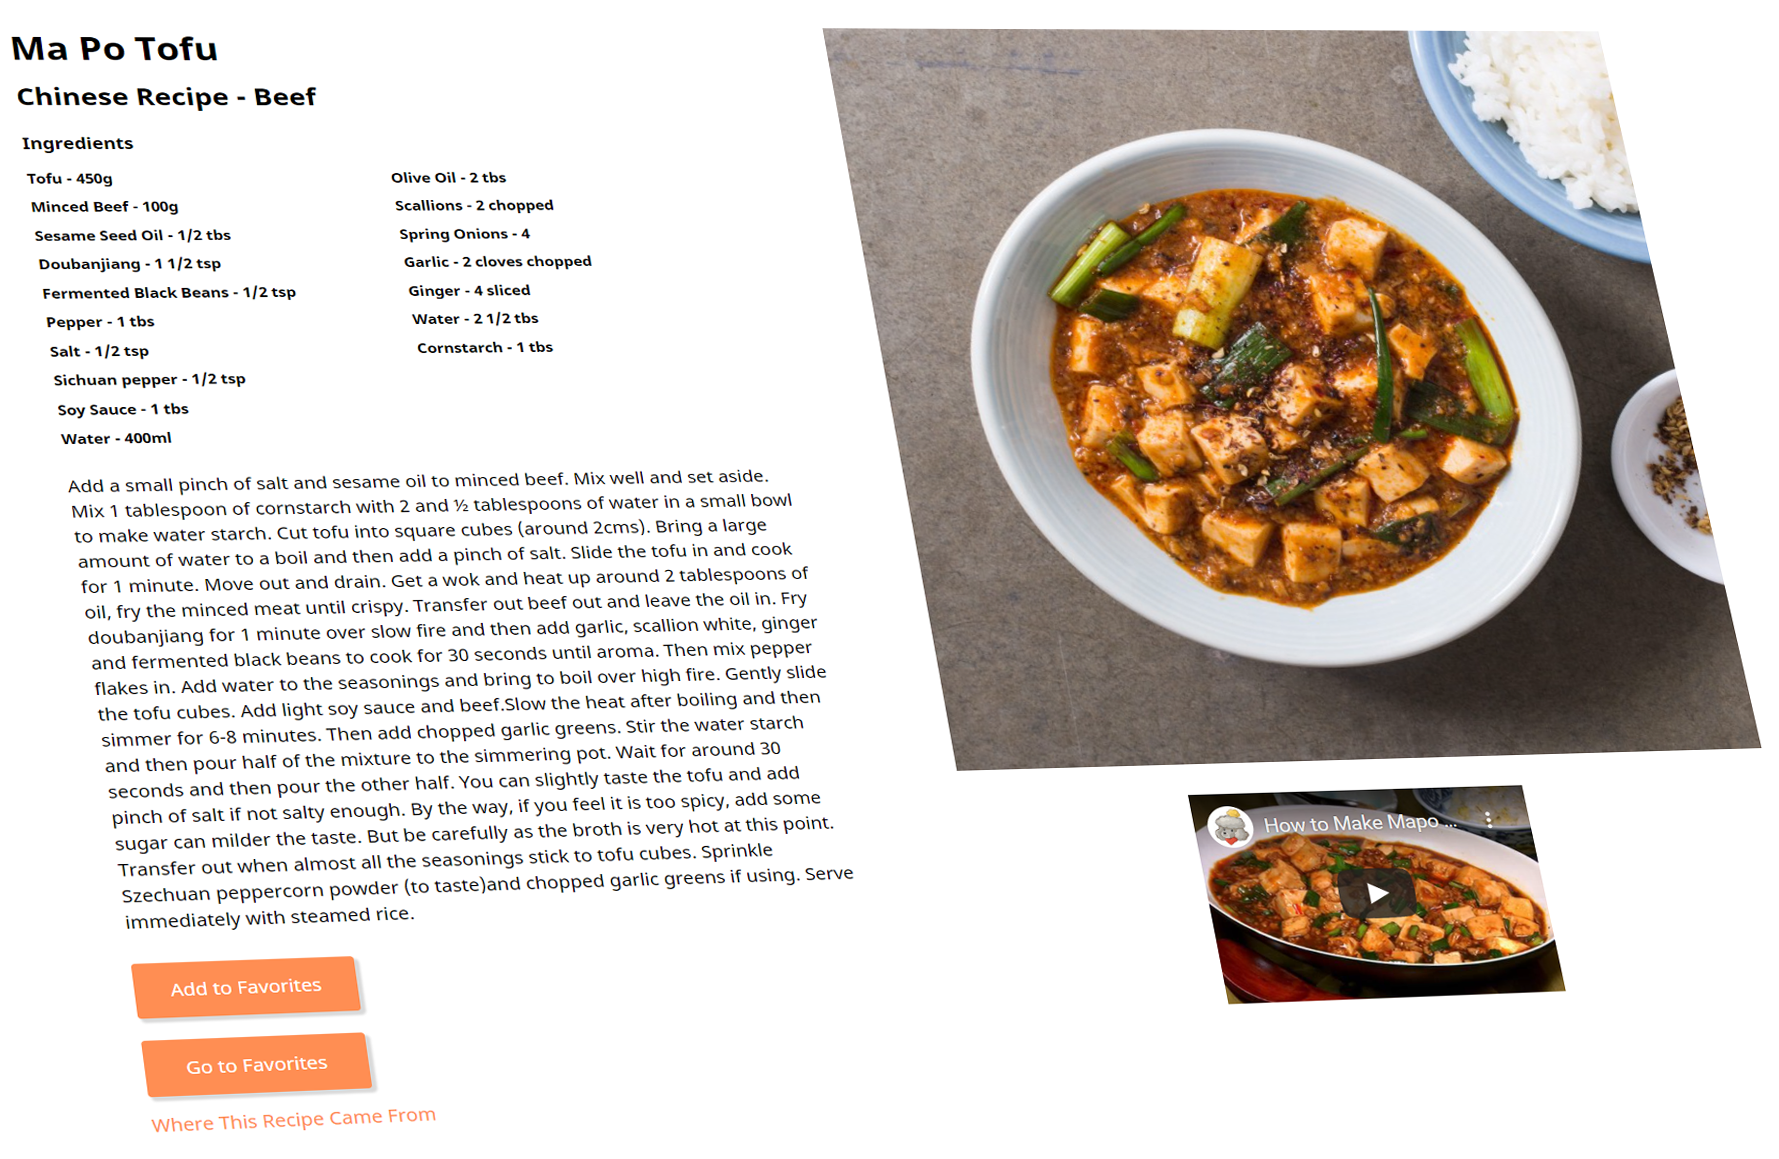 Ma Po Tofu
Chinese Recipe - Beef
Ingredients
Tofu - 450g
Minced Beef - 100g
Sesame Seed Oil - 1/2 tbs
Doubanjiang - 1 1/2 tsp
Fermented Black Beans - 1/2 tsp
Pepper - 1 tbs
Salt - 1/2 tsp
Sichuan pepper - 1/2 tsp
Soy Sauce - 1 tbs
Water - 400ml
Olive Oil - 2 tbs
Scallions - 2 chopped
Spring Onions - 4
Garlic - 2 cloves chopped
Ginger - 4 sliced
Water - 2 1/2 tbs
Cornstarch - 1 tbs
Add a small pinch of salt and sesame oil to minced beef. Mix well and set aside.
Mix 1 tablespoon of cornstarch with 2 and ½ tablespoons of water in a small bowl
to make water starch. Cut tofu into square cubes (around 2cms). Bring a large
amount of water to a boil and then add a pinch of salt. Slide the tofu in and cook
for 1 minute. Move out and drain. Get a wok and heat up around 2 tablespoons of
oil, fry the minced meat until crispy. Transfer out beef out and leave the oil in. Fry
doubanjiang for 1 minute over slow fire and then add garlic, scallion white, ginger
and fermented black beans to cook for 30 seconds until aroma. Then mix pepper
flakes in. Add water to the seasonings and bring to boil over high fire. Gently slide
the tofu cubes. Add light soy sauce and beef.Slow the heat after boiling and then
simmer for 6-8 minutes. Then add chopped garlic greens. Stir the water starch
and then pour half of the mixture to the simmering pot. Wait for around 30
seconds and then pour the other half. You can slightly taste the tofu and add
pinch of salt if not salty enough. By the way, if you feel it is too spicy, add some
sugar can milder the taste. But be carefully as the broth is very hot at this point.
Transfer out when almost all the seasonings stick to tofu cubes. Sprinkle
Szechuan peppercorn powder (to taste)and chopped garlic greens if using. Serve
immediately with steamed rice.
Add to Favorites
Go to Favorites
Where This Recipe Came From
How to Make Mapo ...